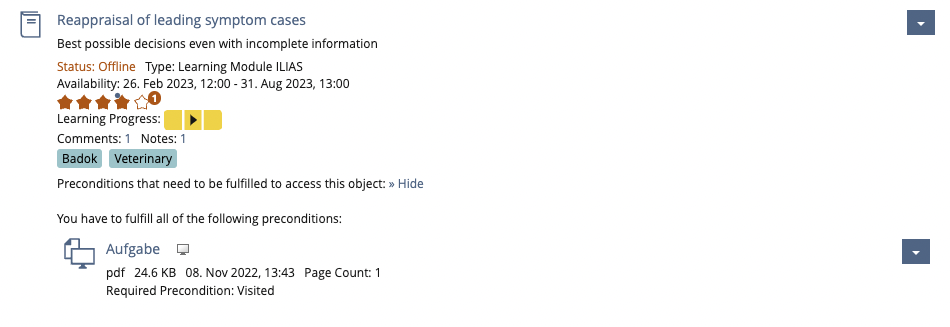 Reappraisal of leading symptom cases
Best possible decisions even with incomplete information
Status: Offline Type: Learning Module ILIAS
Availability: 26. Feb 2023, 12:00 - 31. Aug 2023, 13:00
1
Learning Progress:
Comments: 1 Notes: 1
Badok Veterinary
Preconditions that need to be fulfilled to access this object: » Hide
You have to fulfill all of the following preconditions:
Aufgabe
pdf 24.6 KB 08. Nov 2022, 13:43 Page Count: 1
Required Precondition: Visited